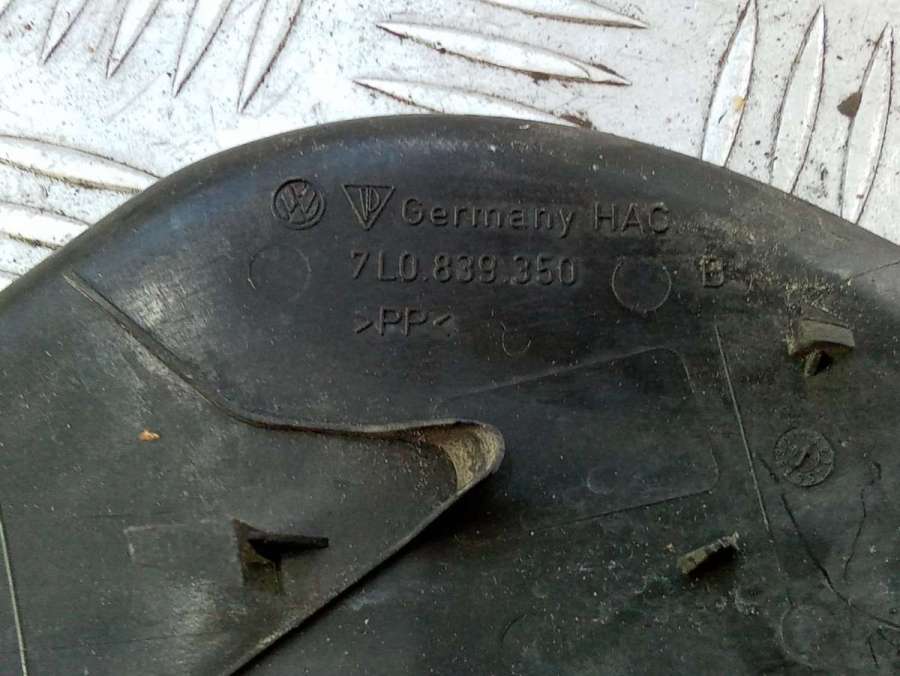 Germany HAC
7L0.839.350 B
>PP<